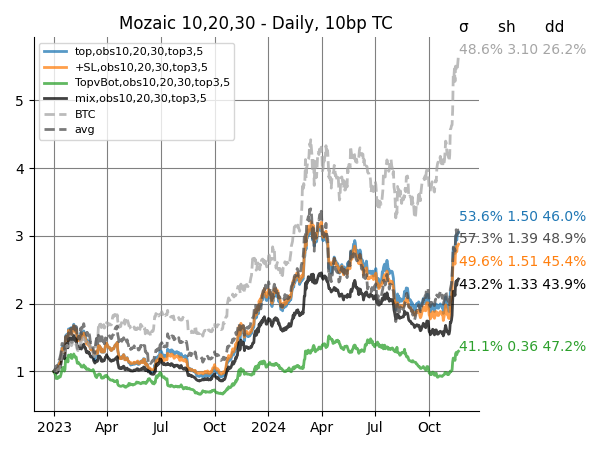 Mozaic 10,20,30 - Daily, 10bp TC
σ sh dd
top,obs10,20,30,top3,5
+SL,obs10,20,30,top3,5
TopvBot,obs10,20,30,top3,5
mix,obs10,20,30,top3,5
BTC
avg
48.6% 3.10 26.2%
53.6% 1.50 46.0%
57.3% 1.39 48.9%
49.6% 1.51 45.4%
43.2% 1.33 43.9%
41.1% 0.36 47.2%
5
4
3
2
1
2023 Apr Jul Oct 2024 Apr Jul Oct